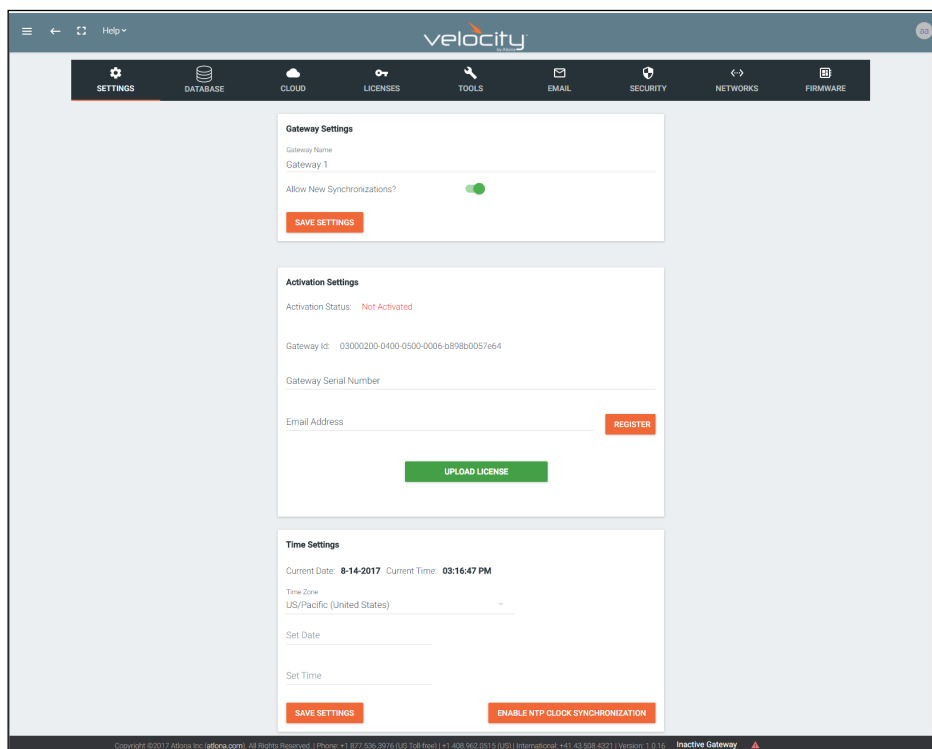 Help
velocity
by Atlona
aa
SETTINGS
DATABASE
CLOUD
LICENSES
TOOLS
EMAIL
SECURITY
NETWORKS
FIRMWARE
Gateway Settings
Gateway Name
Gateway 1
Allow New Synchronizations?
SAVE SETTINGS
Activation Settings
Activation Status: Not Activated
Gateway Id: 03000200-0400-0500-0006-b898b0057e64
Gateway Serial Number
Email Address
REGISTER
UPLOAD LICENSE
Time Settings
Current Date: 8-14-2017 Current Time: 03:16:47 PM
Time Zone
US/Pacific (United States)
Set Date
Set Time
SAVE SETTINGS
ENABLE NTP CLOCK SYNCHRONIZATION
Copyright ©2017 Atlona Inc (atlona.com). All Rights Reserved. | Phone: +1 877 536 3976 (US Toll-free) | +1 408 962 0515 (US) | International: +41 43 508 4321 | Version: 1.0.16 Inactive Gateway